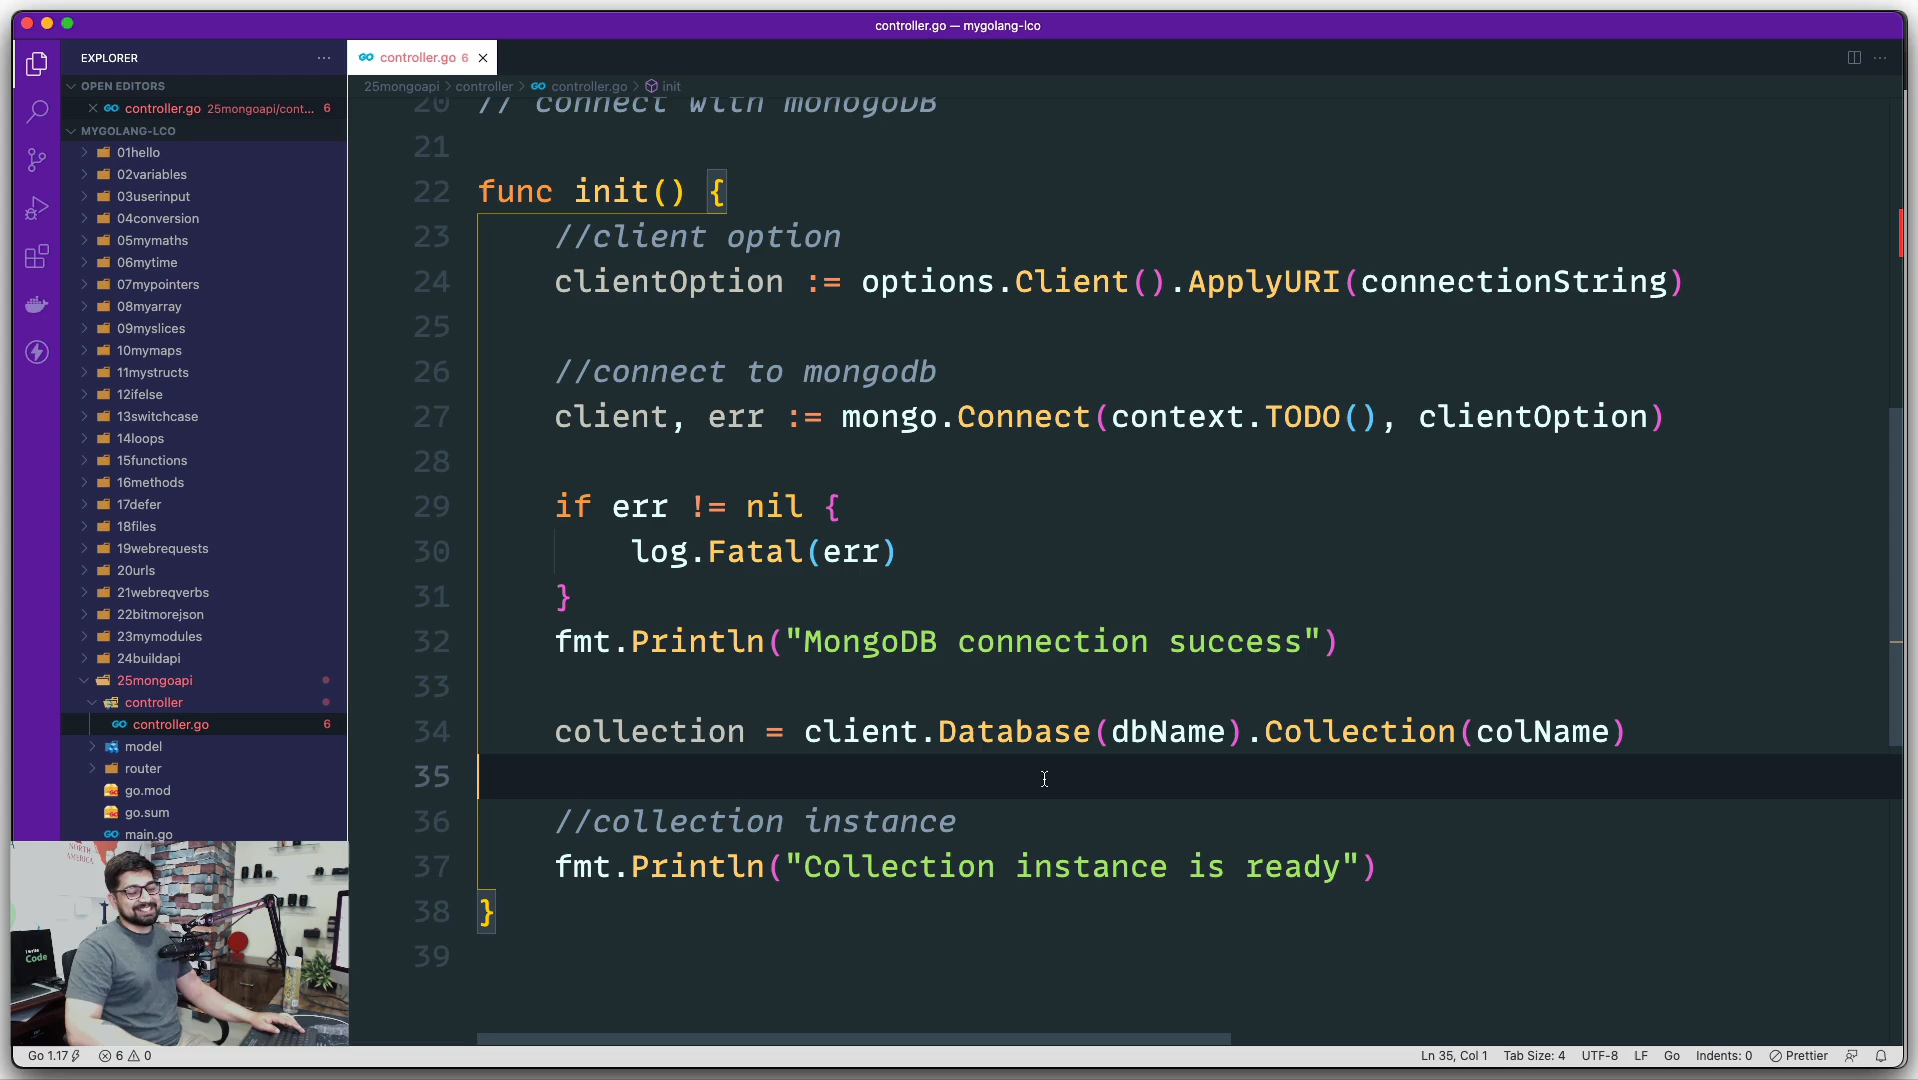 controller.go — mygolang-lco
EXPLORER
controller.go 6
OPEN EDITORS
controller.go 25mongoapi/cont... 6
MYGOLANG-LCO
01hello
02variables
03userinput
04conversion
05mymaths
06mytime
07mypointers
08myarray
09myslices
10mymaps
11mystructs
12ifelse
13switchcase
14loops
15functions
16methods
17defer
18files
19webrequests
20urls
21webreqverbs
22bitmorejson
23mymodules
24buildapi
25mongoapi
controller
controller.go 6
model
router
go.mod
go.sum
main.go
25mongoapi > controller > controller.go > init
20 // connect with monogoDB
21
22 func init() {
23 //client option
24 clientOption := options.Client().ApplyURI(connectionString)
25
26 //connect to mongodb
27 client, err := mongo.Connect(context.TODO(), clientOption)
28
29 if err != nil {
30 log.Fatal(err)
31 }
32 fmt.Println("MongoDB connection success")
33
34 collection = client.Database(dbName).Collection(colName)
35
36 //collection instance
37 fmt.Println("Collection instance is ready")
38 }
39
NORTH
AMERICA
I write
Code
Go 1.17 6 0
Ln 35, Col 1 Tab Size: 4 UTF-8 LF Go Indents: 0 Prettier